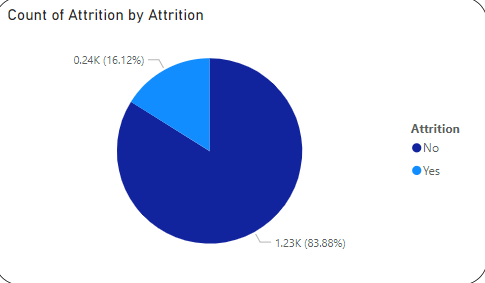 Count of Attrition by Attrition
0.24K (16.12%)
Attrition
No
Yes
1.23K (83.88%)